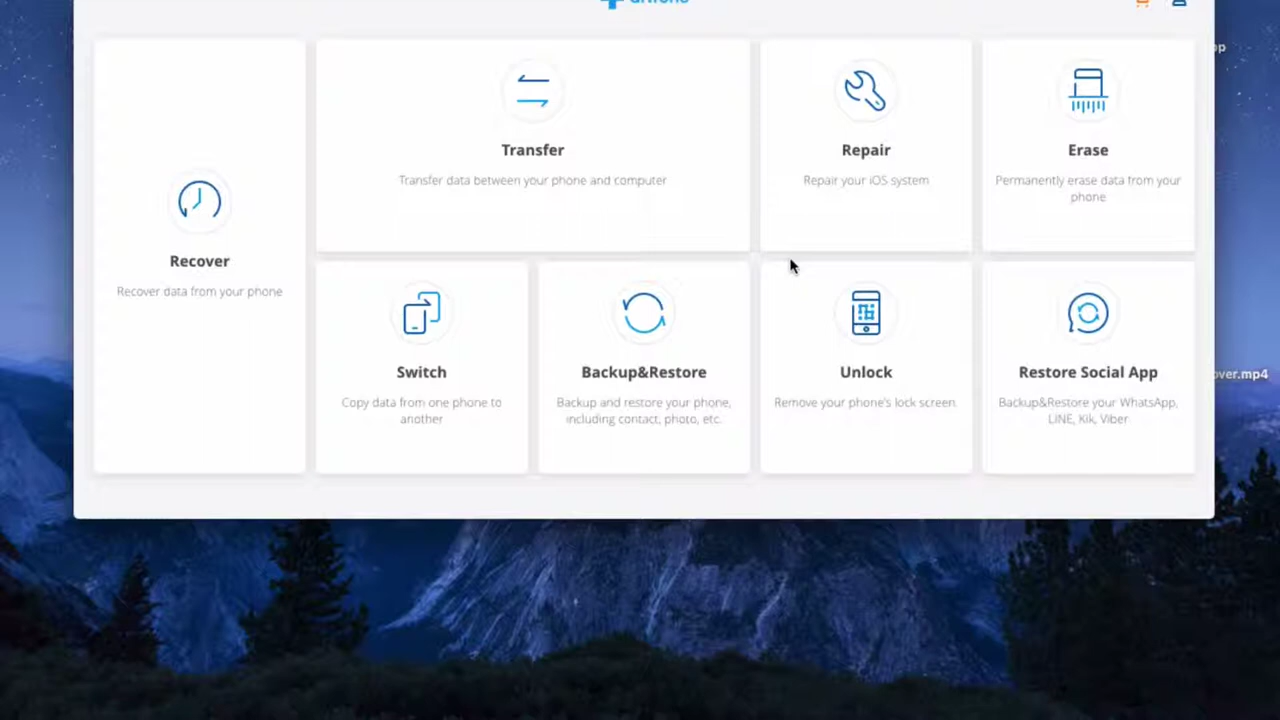 Transfer
Transfer data between your phone and computer
Repair
Repair your iOS system
Erase
Permanently erase data from your
phone
Recover
Recover data from your phone
Switch
Copy data from one phone to
another
Backup&Restore
Backup and restore your phone,
including contact, photo, etc.
Unlock
Remove your phone's lock screen.
Restore Social App
Backup&Restore your WhatsApp,
LINE, Kik, Viber
over.mp4